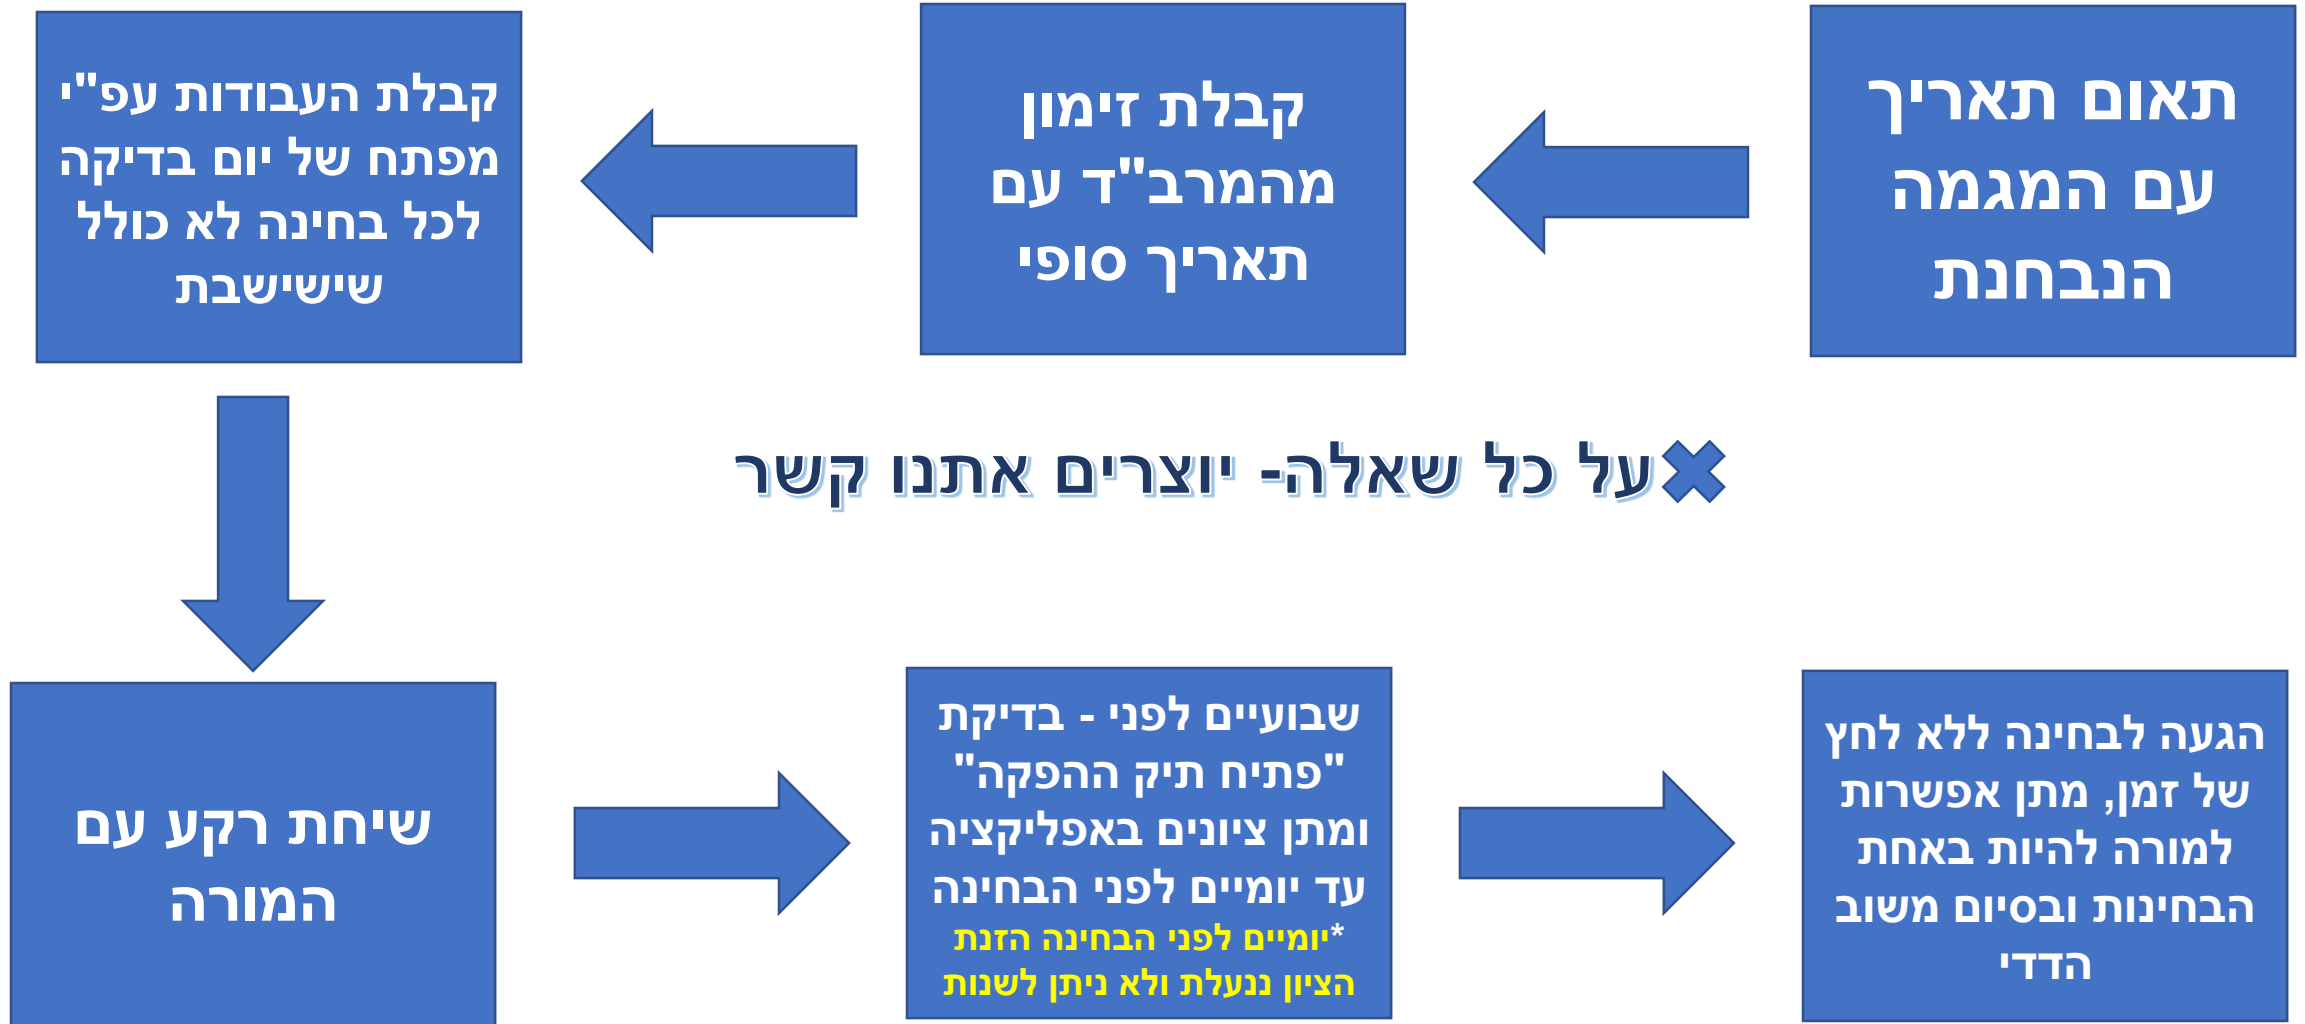 תאום תאריך
עם המגמה
הנבחנת
קבלת זימון
מהמרב"ד עם
תאריך סופי
קבלת העבודות עפ"י
מפתח של יום בדיקה
לכל בחינה לא כולל
שישישבת
על כל שאלה- יוצרים אתנו קשר
שיחת רקע עם
המורה
שבועיים לפני - בדיקת
"פתיח תיק ההפקה"
ומתן ציונים באפליקציה
עד יומיים לפני הבחינה
*יומיים לפני הבחינה הזנת
הציון ננעלת ולא ניתן לשנות
הגעה לבחינה ללא לחץ
של זמן, מתן אפשרות
למורה להיות באחת
הבחינות ובסיום משוב
הדדי